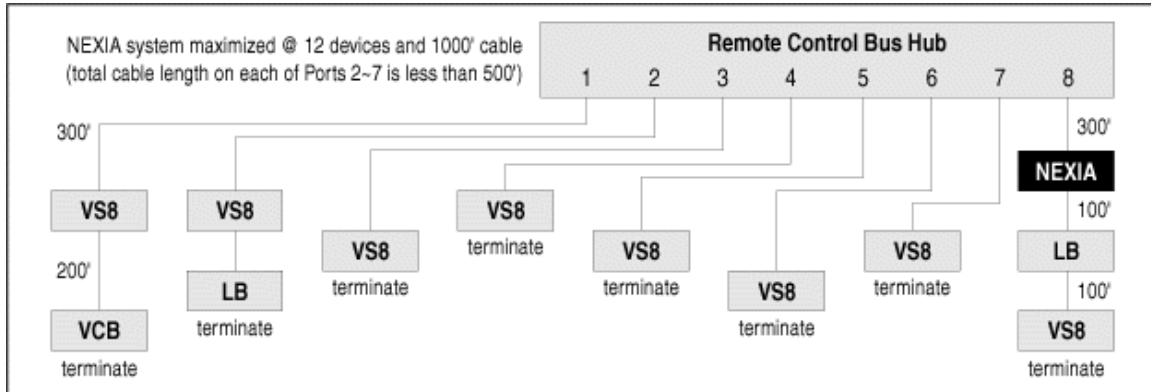 NEXIA system maximized @ 12 devices and 1000' cable
(total cable length on each of Ports 2~7 is less than 500')
Remote Control Bus Hub
1 2 3 4 5 6 7 8
300' 300'
NEXIA
VS8 VS8 VS8 100'
terminate
VS8 VS8 VS8 LB
terminate terminate terminate
200' 100'
LB VS8
terminate terminate
VCB VS8
terminate terminate